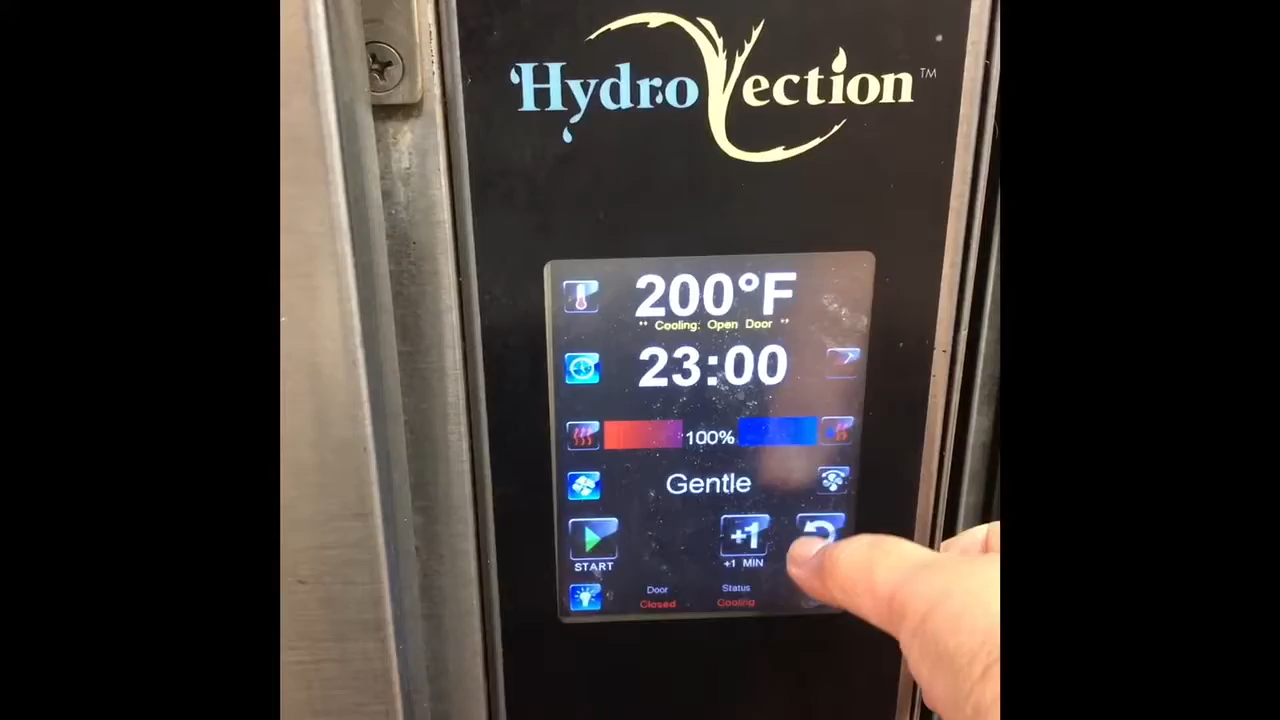 HydroVection™
200°F
** Cooling: Open Door **
23:00
100%
Gentle
+1
START
+1 MIN
Door
Status
Closed
Cooling